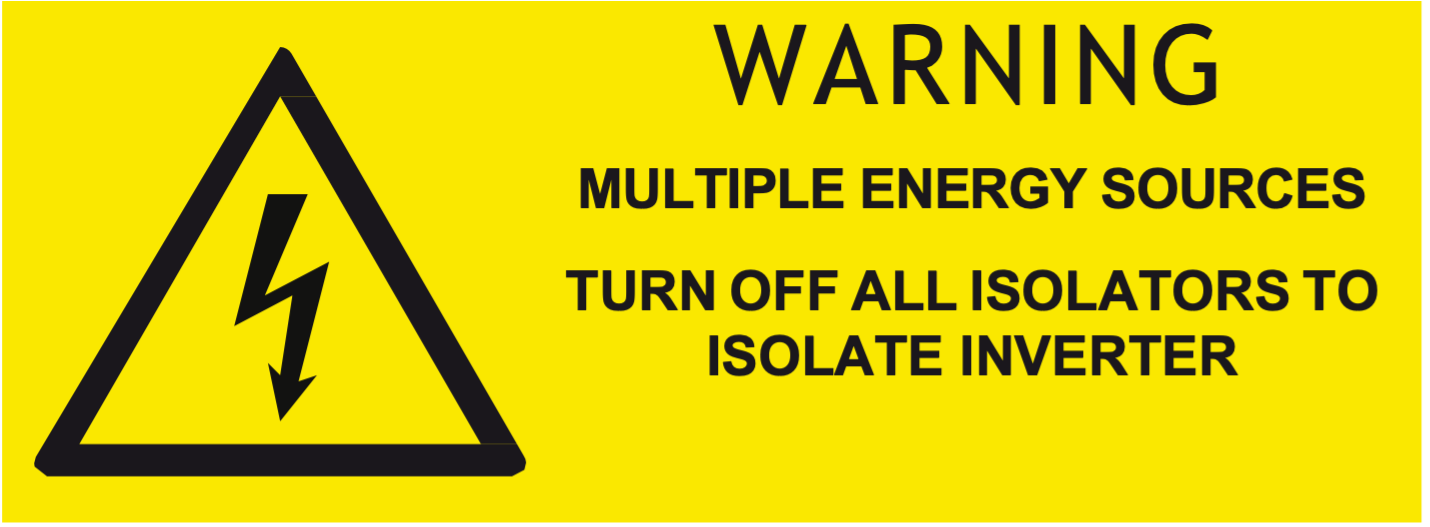 WARNING
MULTIPLE ENERGY SOURCES
TURN OFF ALL ISOLATORS TO
ISOLATE INVERTER